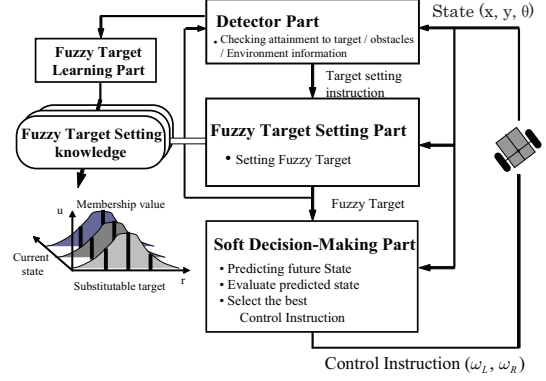 State (x, y, θ)
Detector Part
• Checking attainment to target / obstacles
/ Environment information
Fuzzy Target
Learning Part
Target setting
instruction
Fuzzy Target Setting
knowledge
Fuzzy Target Setting Part
• Setting Fuzzy Target
Fuzzy Target
Membership value
u
Current
state
Substitutable target
r
Soft Decision-Making Part
• Predicting future State
• Evaluate predicted state
• Select the best
Control Instruction
Control Instruction (ω_L, ω_R)